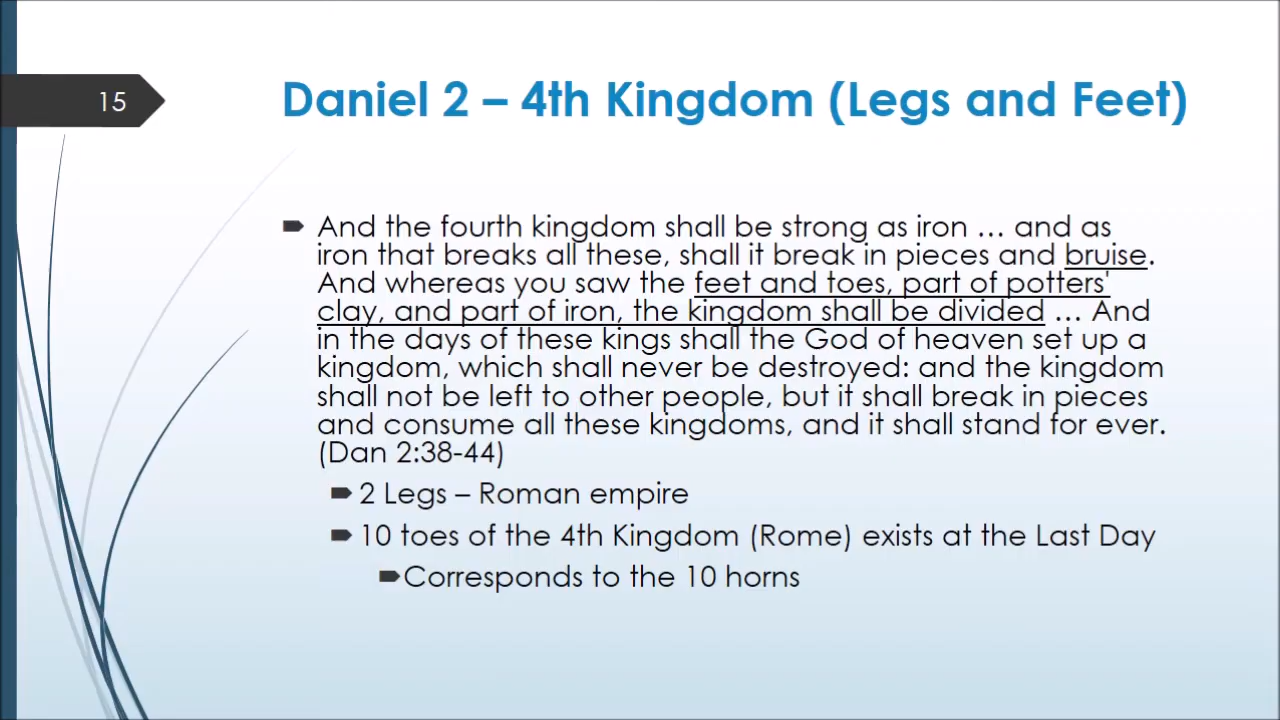 15
Daniel 2 – 4th Kingdom (Legs and Feet)
And the fourth kingdom shall be strong as iron … and as
iron that breaks all these, shall it break in pieces and bruise.
And whereas you saw the feet and toes, part of potters'
clay, and part of iron, the kingdom shall be divided … And
in the days of these kings shall the God of heaven set up a
kingdom, which shall never be destroyed: and the kingdom
shall not be left to other people, but it shall break in pieces
and consume all these kingdoms, and it shall stand for ever.
(Dan 2:38-44)
2 Legs – Roman empire
10 toes of the 4th Kingdom (Rome) exists at the Last Day
Corresponds to the 10 horns